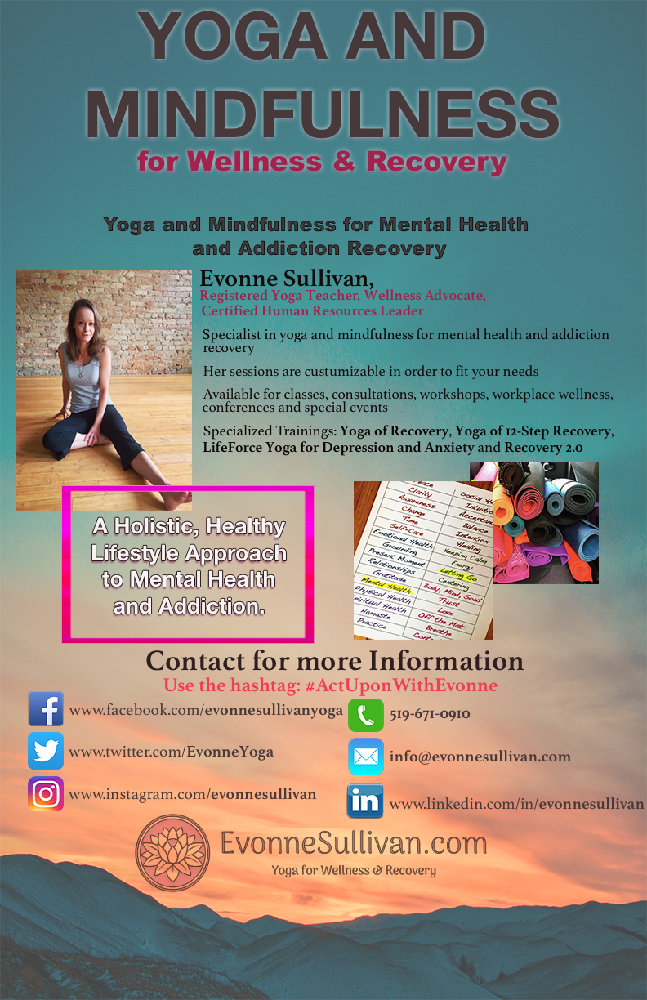 YOGA AND
MINDFULNESS
for Wellness & Recovery
Yoga and Mindfulness for Mental Health
and Addiction Recovery
Evonne Sullivan,
Registered Yoga Teacher, Wellness Advocate,
Certified Human Resources Leader
Specialist in yoga and mindfulness for mental health and addiction
recovery
Her sessions are custumizable in order to fit your needs
Available for classes, consultations, workshops, workplace wellness,
conferences and special events
Specialized Trainings: Yoga of Recovery, Yoga of 12-Step Recovery,
LifeForce Yoga for Depression and Anxiety and Recovery 2.0
A Holistic, Healthy
Lifestyle Approach
to Mental Health
and Addiction.
Peace
Clarity
Awareness
Change
Time
Self-Care
Emotional Health
Grounding
Present Moment
Relationships
Gratitude
Mental Health
Physical Health
piritual Health
Namaste
Practice
Social He
Intuitio
Acceptanc
Balance
Intention
Healing
Keeping Calm
Energy
Letting Go
Centering
Body, Mind, Soul
Trust
Love
Off the Mat
Breathe
Contact for more Information
Use the hashtag: #ActUponWithEvonne
www.facebook.com/evonnesullivanyoga
519-671-0910
www.twitter.com/EvonneYoga
info@evonnesullivan.com
www.instagram.com/evonnesullivan
www.linkedin.com/in/evonnesullivan
EvonneSullivan.com
Yoga for Wellness & Recovery